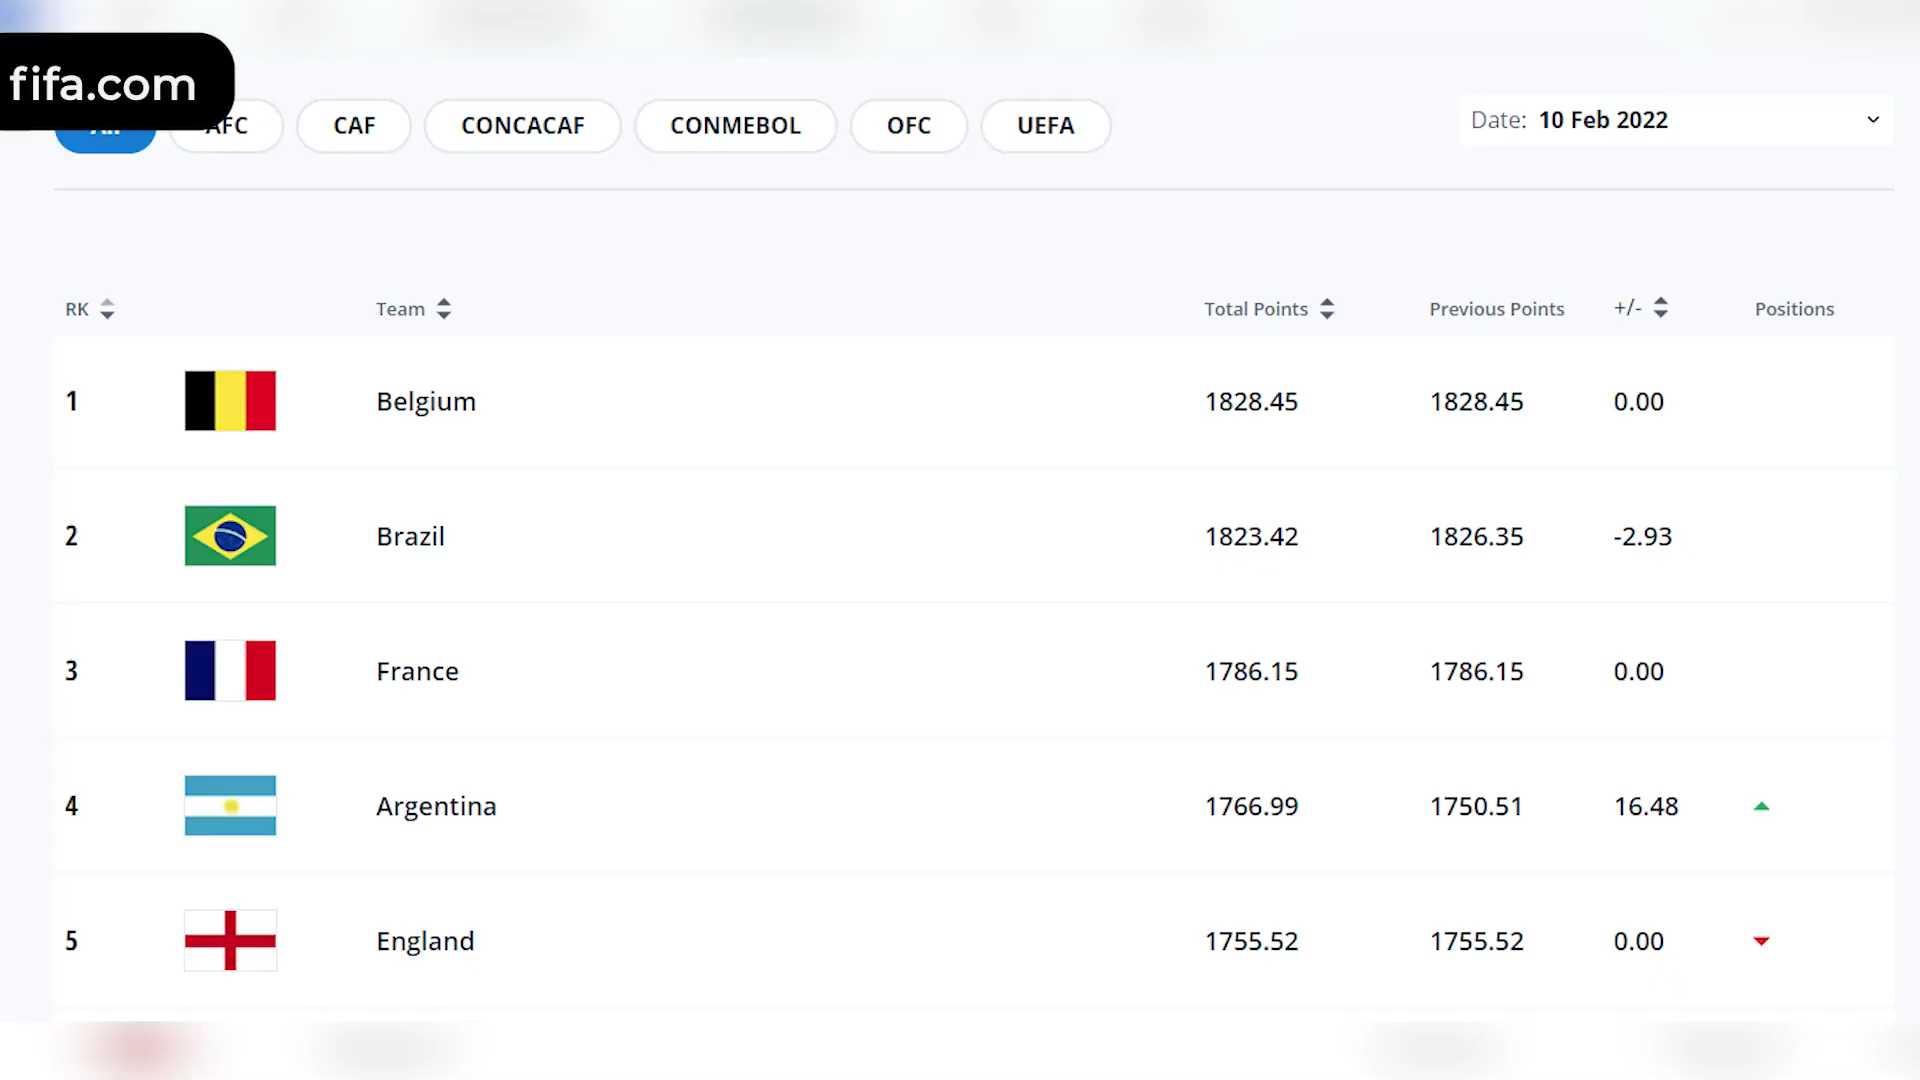 fifa.com
All AFC CAF CONCACAF CONMEBOL OFC UEFA Date: 10 Feb 2022
RK Team Total Points Previous Points +/- Positions
1 Belgium 1828.45 1828.45 0.00
2 Brazil 1823.42 1826.35 -2.93
3 France 1786.15 1786.15 0.00
4 Argentina 1766.99 1750.51 16.48
5 England 1755.52 1755.52 0.00